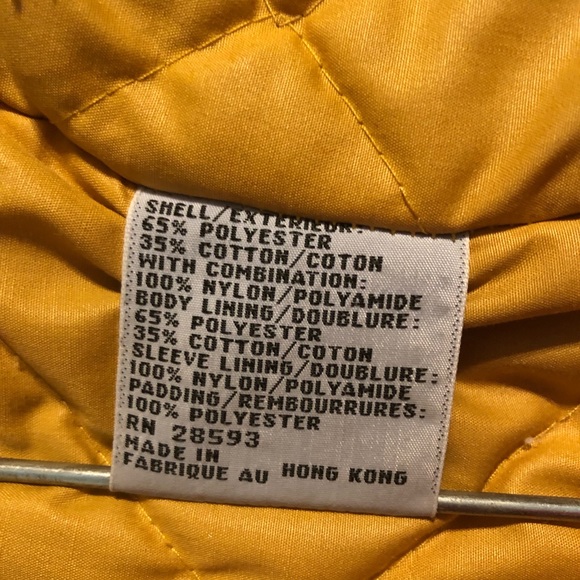 SHELL/EXTERIEUR:
65% POLYESTER
35% COTTON/COTON
WITH COMBINATION:
100% NYLON/POLYAMIDE
BODY LINING/DOUBLURE:
65% POLYESTER
35% COTTON/COTON
SLEEVE LINING/DOUBLURE:
100% NYLON/POLYAMIDE
PADDING/REMBOURRURES:
100% POLYESTER
RN 28593
MADE IN
FABRIQUE AU HONG KONG